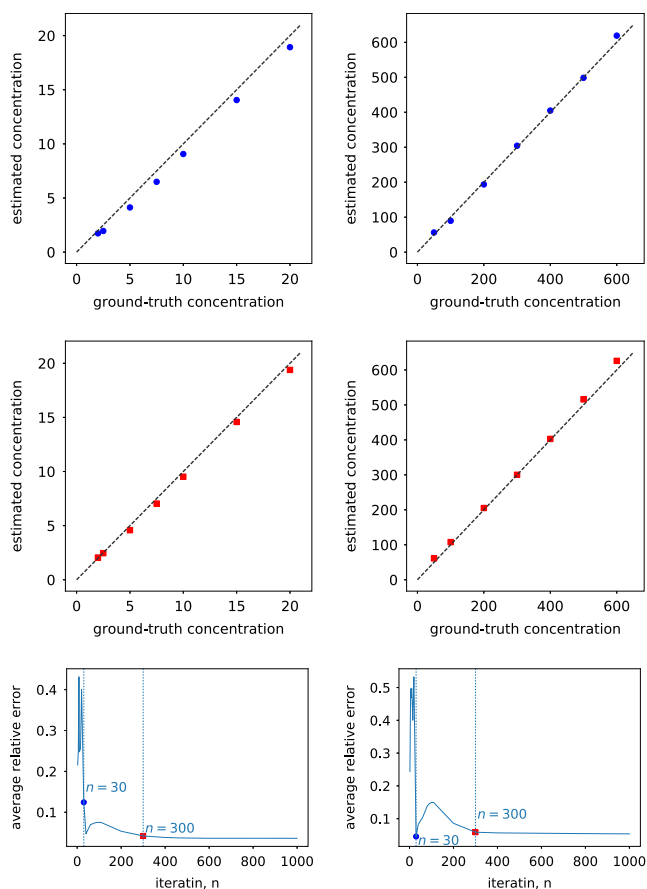 estimated concentration
20
15
10
5
0
0 5 10 15 20
ground-truth concentration
estimated concentration
600
500
400
300
200
100
0
0 200 400 600
ground-truth concentration
estimated concentration
20
15
10
5
0
0 5 10 15 20
ground-truth concentration
estimated concentration
600
500
400
300
200
100
0
0 200 400 600
ground-truth concentration
average relative error
0.4
0.3
0.2
0.1
n = 30
n = 300
0 200 400 600 800 1000
iteratin, n
average relative error
0.5
0.4
0.3
0.2
0.1
n = 300
n = 30
0 200 400 600 800 1000
iteratin, n